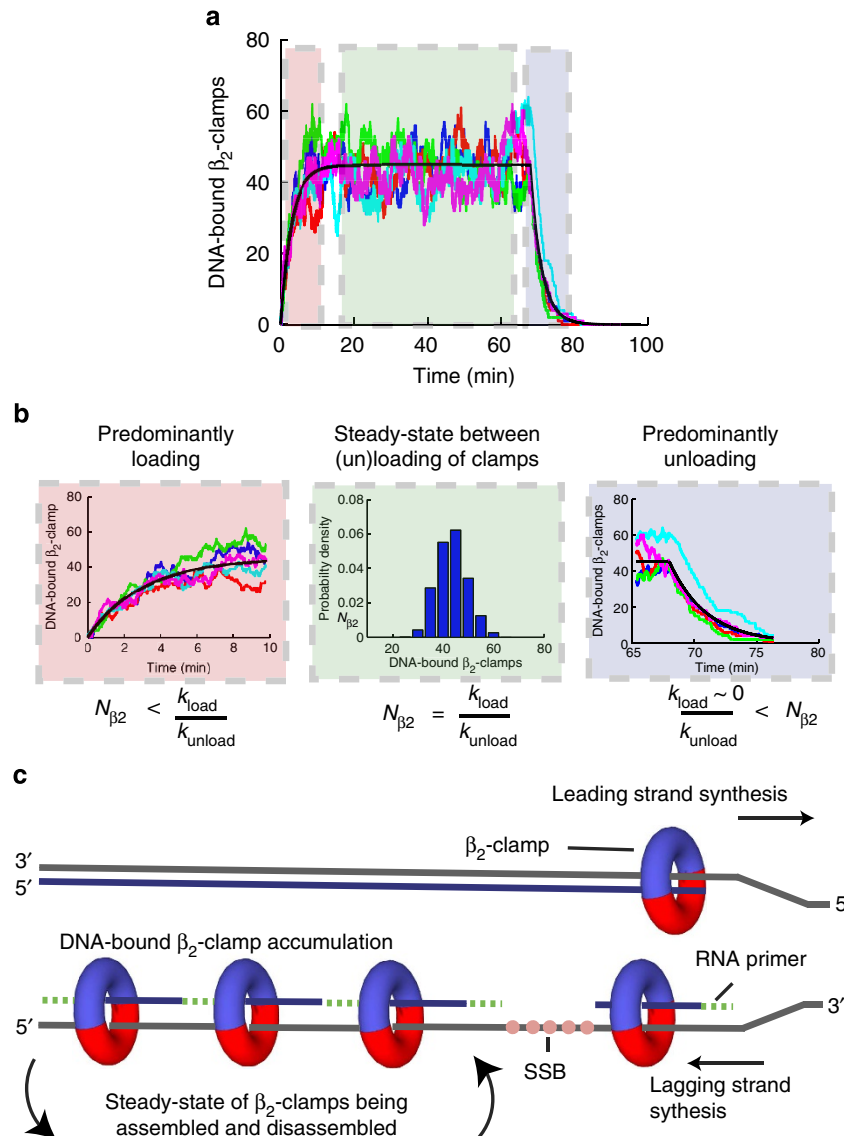 a
80
60
40
20
0
DNA-bound β2-clamps
0 20 40 60 80 100
Time (min)
b
Predominantly
loading
80
60
40
20
0
DNA-bound β2-clamp
0 2 4 6 8 10
Time (min)
Nβ2 < kload
kunload
Steady-state between
(un)loading of clamps
0.08
0.06
0.04
0.02
0
Probability density
Nβ2
20 40 60 80
DNA-bound β2-clamps
Nβ2 = kload
kunload
Predominantly
unloading
80
60
40
20
0
DNA-bound β2-clamps
65 70 75 80
Time (min)
kload ~ 0
kunload < Nβ2
c
Leading strand synthesis
β2-clamp
3′
5′
5′
DNA-bound β2-clamp accumulation
RNA primer
5′
3′
SSB
Lagging strand
sythesis
Steady-state of β2-clamps being
assembled and disassembled